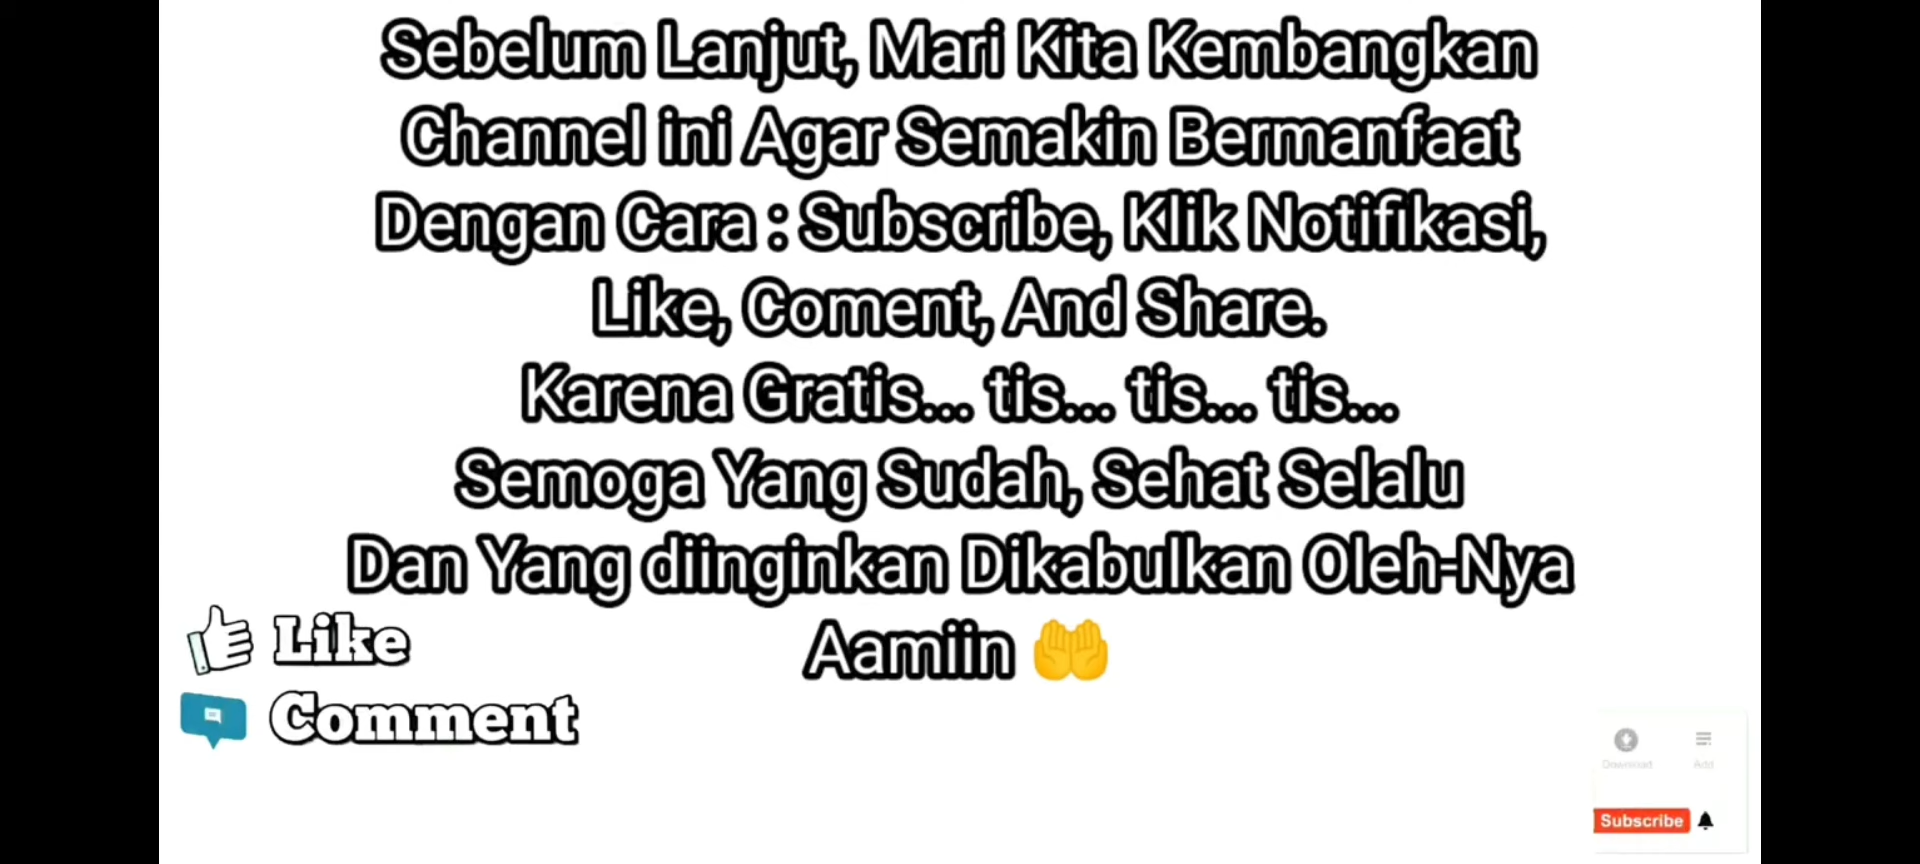 Sebelum Lanjut, Mari Kita Kembangkan
Channel ini Agar Semakin Bermanfaat
Dengan Cara : Subscribe, Klik Notifikasi,
Like, Coment, And Share.
Karena Gratis... tis... tis... tis...
Semoga Yang Sudah, Sehat Selalu
Dan Yang diinginkan Dikabulkan Oleh-Nya
Aamiin 🤲
Like
Comment
Download Add
Subscribe